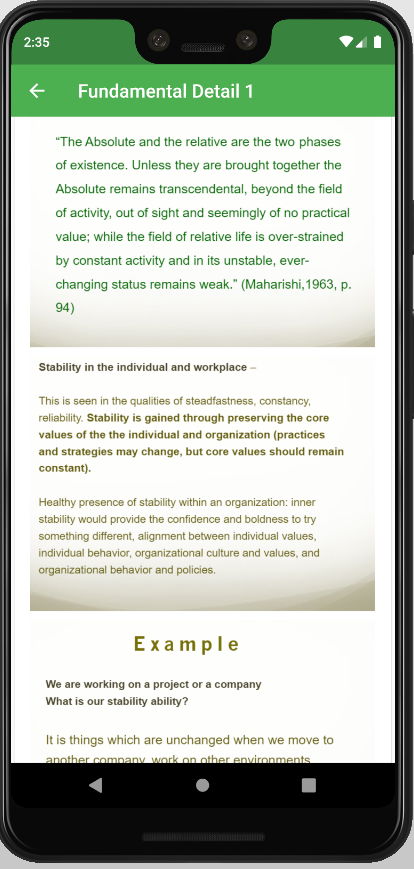 2:35
Fundamental Detail 1
“The Absolute and the relative are the two phases
of existence. Unless they are brought together the
Absolute remains transcendental, beyond the field
of activity, out of sight and seemingly of no practical
value; while the field of relative life is over-strained
by constant activity and in its unstable, ever-
changing status remains weak.” (Maharishi,1963, p.
94)
Stability in the individual and workplace –
This is seen in the qualities of steadfastness, constancy,
reliability. Stability is gained through preserving the core
values of the the individual and organization (practices
and strategies may change, but core values should remain
constant).
Healthy presence of stability within an organization: inner
stability would provide the confidence and boldness to try
something different, alignment between individual values,
individual behavior, organizational culture and values, and
organizational behavior and policies.
Example
We are working on a project or a company
What is our stability ability?
It is things which are unchanged when we move to
another company, work on other environments